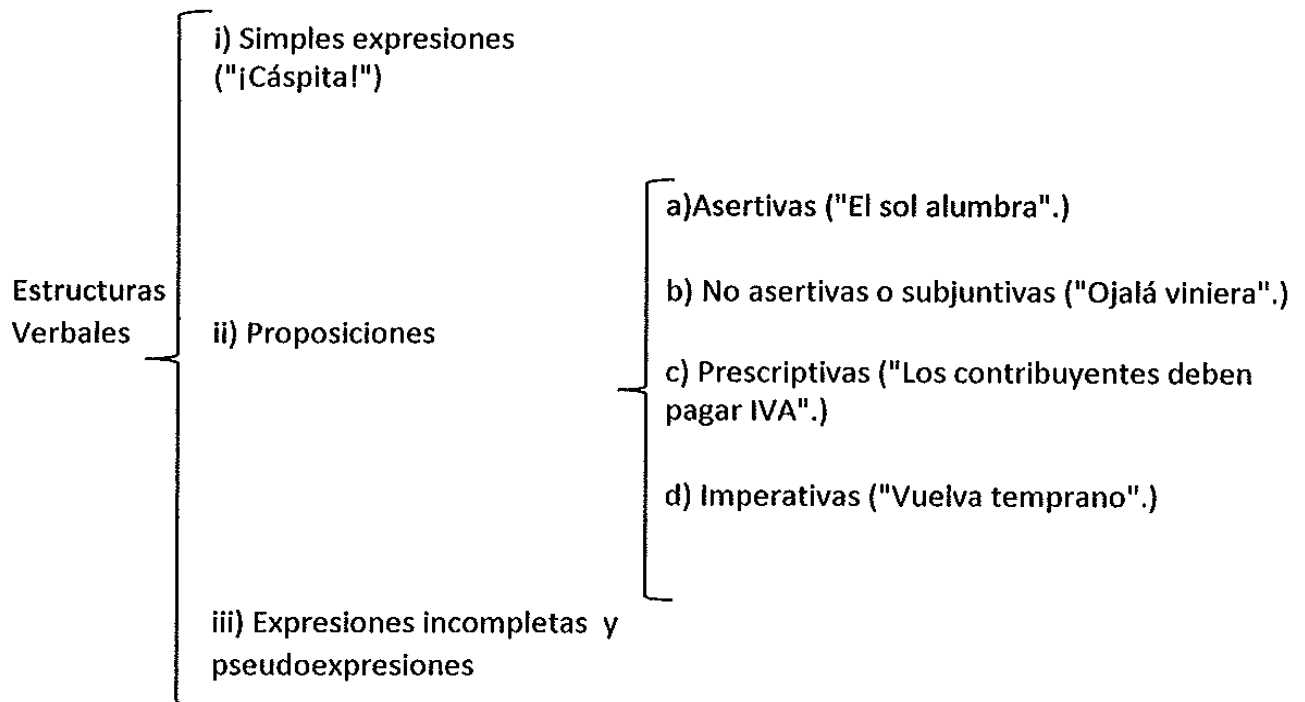 i) Simples expresiones
("¡Cáspita!")
a)Asertivas ("El sol alumbra".)
Estructuras
Verbales
b) No asertivas o subjuntivas ("Ojalá viniera".)
ii) Proposiciones
c) Prescriptivas ("Los contribuyentes deben
pagar IVA".)
d) Imperativas ("Vuelva temprano".)
iii) Expresiones incompletas y
pseudoexpresiones